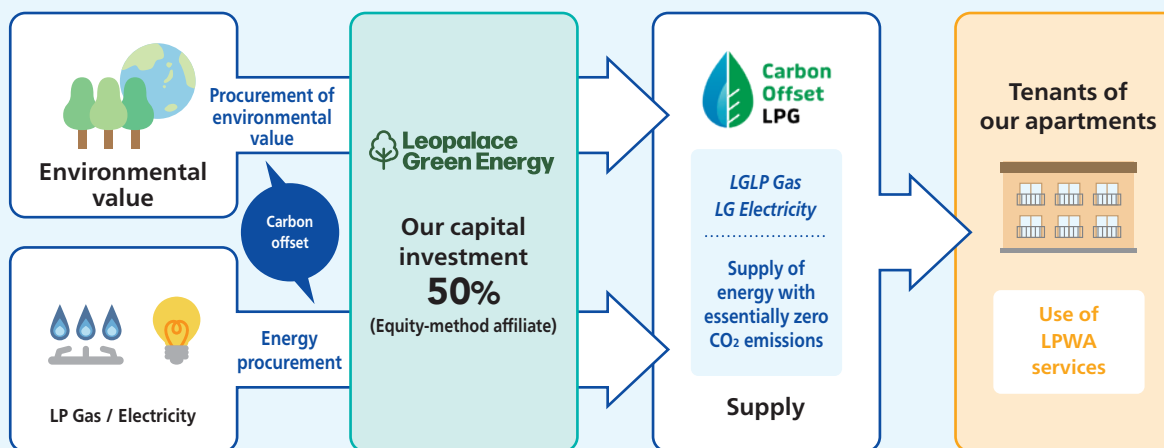 Environmental
value
Procurement of
environmental
value
Carbon
offset
LP Gas / Electricity
Energy
procurement
Leopalace
Green Energy
Our capital
investment
50%
(Equity-method affiliate)
Carbon
Offset
LPG
LGLP Gas
LG Electricity
Supply of
energy with
essentially zero
CO₂ emissions
Supply
Tenants of
our apartments
Use of
LPWA
services